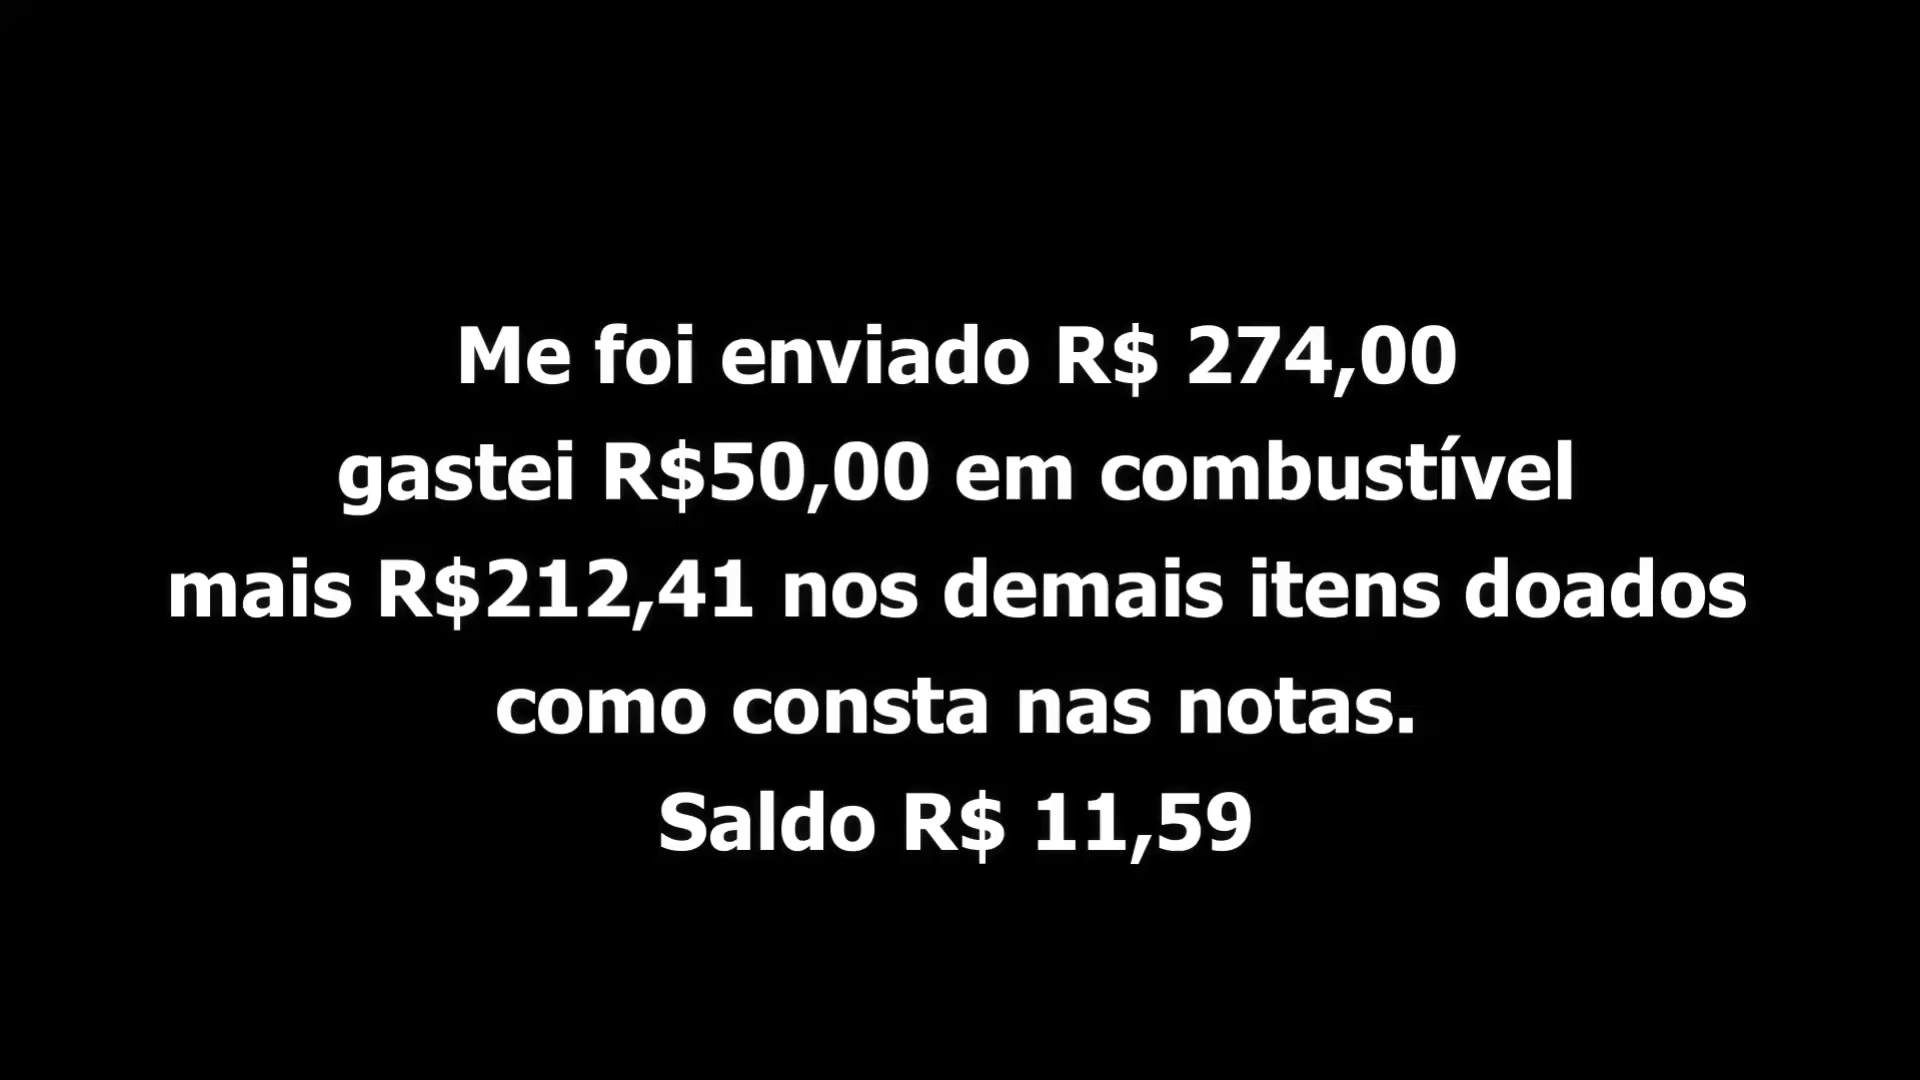 Me foi enviado R$ 274,00
gastei R$50,00 em combustível
mais R$212,41 nos demais itens doados
como consta nas notas.
Saldo R$ 11,59